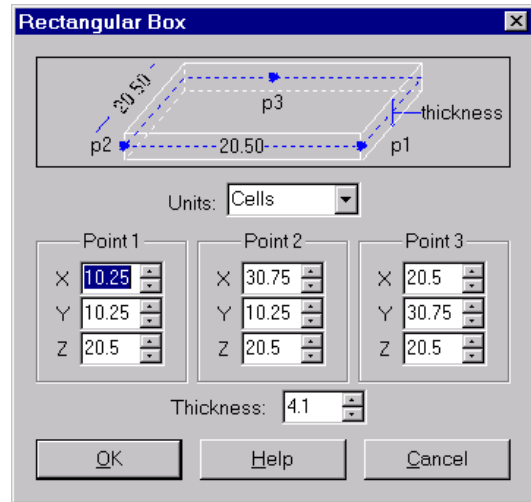 Rectangular Box
20.50
p3
thickness
p2
20.50
p1
Units: Cells
Point 1 Point 2 Point 3
X 10.25 X 30.75 X 20.5
Y 10.25 Y 10.25 Y 30.75
Z 20.5 Z 20.5 Z 20.5
Thickness: 4.1
OK Help Cancel